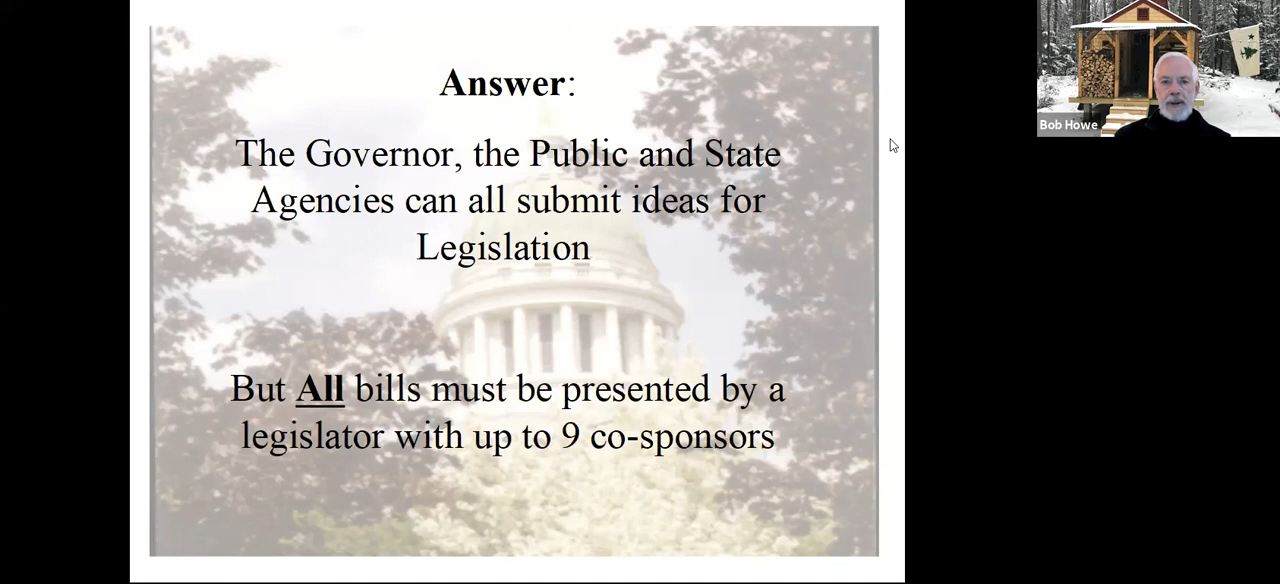 Answer:
The Governor, the Public and State
Agencies can all submit ideas for
Legislation
But All bills must be presented by a
legislator with up to 9 co-sponsors
Bob Howe